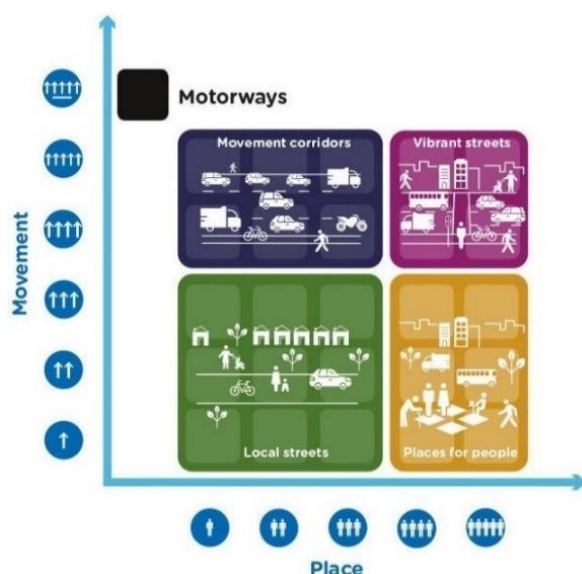 Motorways
Movement corridors
Vibrant streets
Movement
Local streets
Places for people
Place